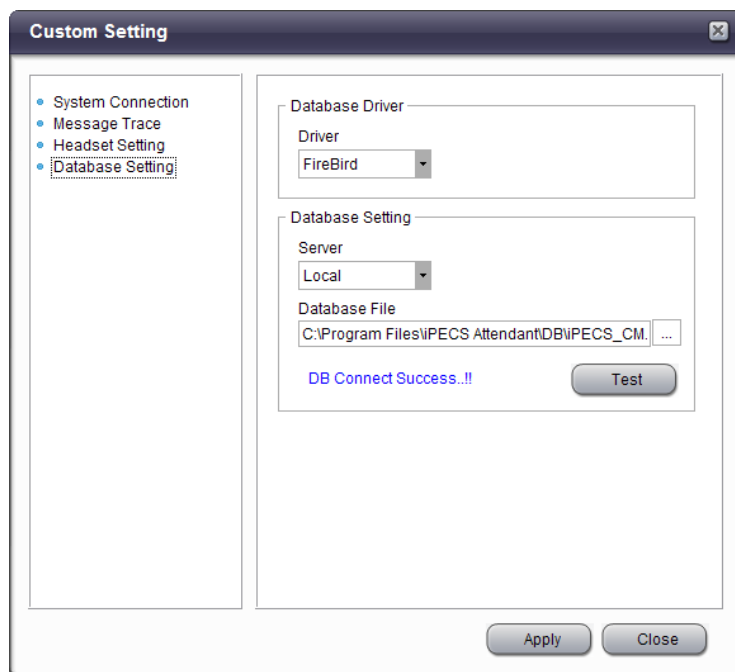 Custom Setting
System Connection
Message Trace
Headset Setting
Database Setting
Database Driver
Driver
FireBird
Database Setting
Server
Local
Database File
C:\Program Files\iPECS Attendant\DB\iPECS_CM.
...
DB Connect Success..!!
Test
Apply
Close